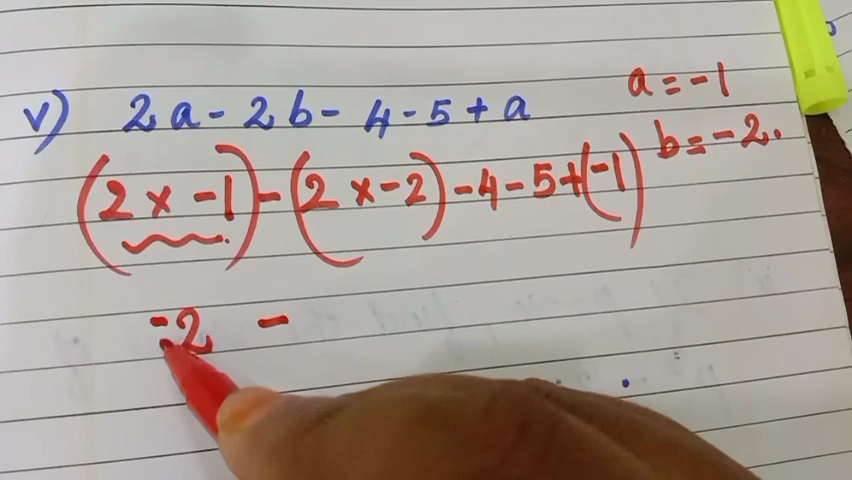 v) 2a - 2b - 4 - 5 + a
a = -1
b = -2.
(2 x -1) - (2 x -2) - 4 - 5 + (-1)
-2 -